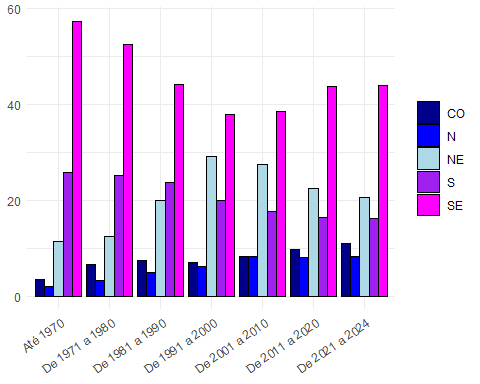 60
40
20
0
Até 1970
De 1971 a 1980
De 1981 a 1990
De 1991 a 2000
De 2001 a 2010
De 2011 a 2020
De 2021 a 2024
CO
N
NE
S
SE